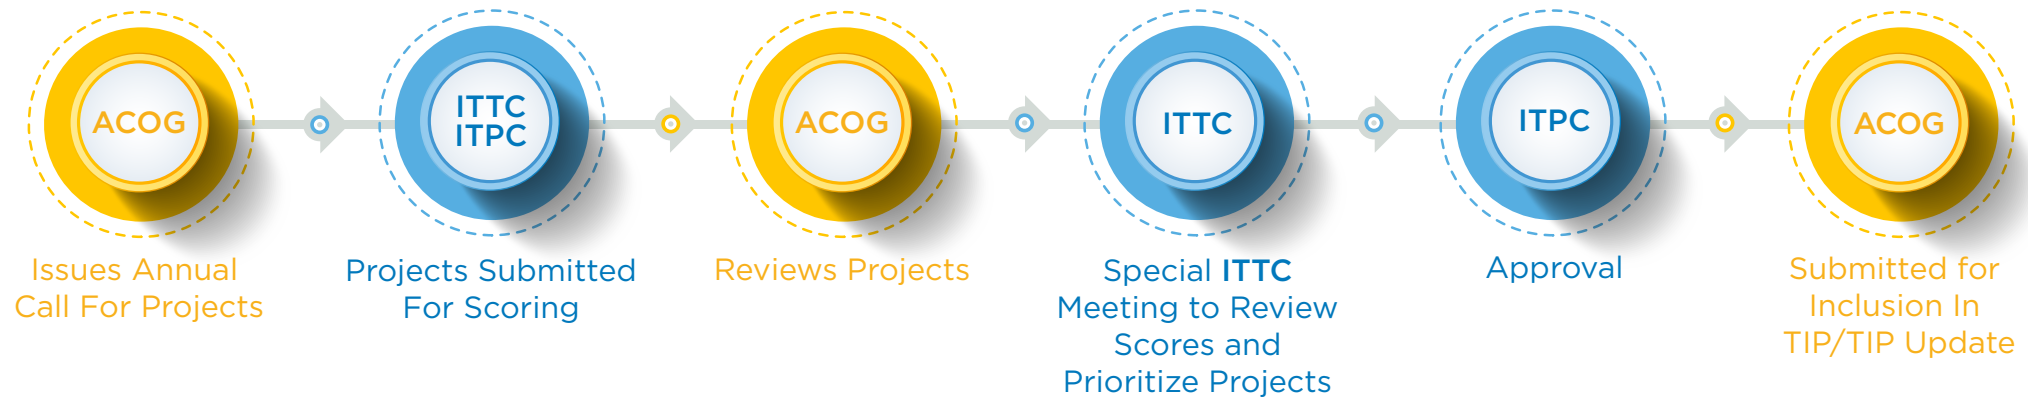 ACOG
Issues Annual
Call For Projects
ITTC
ITPC
Projects Submitted
For Scoring
ACOG
Reviews Projects
ITTC
Special ITTC
Meeting to Review
Scores and
Prioritize Projects
ITPC
Approval
ACOG
Submitted for
Inclusion In
TIP/TIP Update